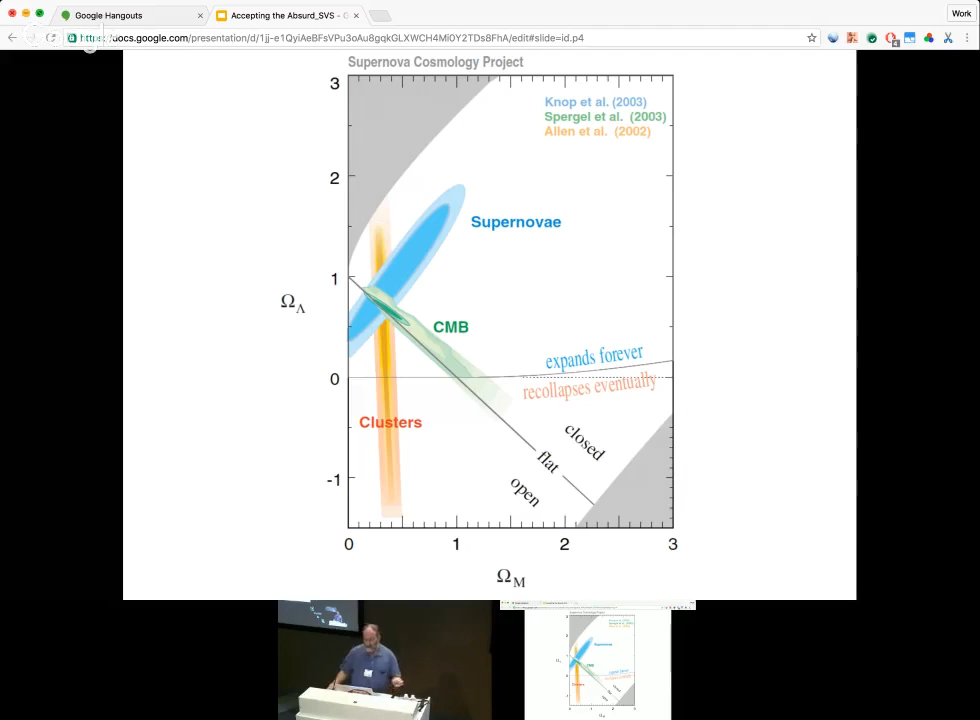 Google Hangouts
Accepting the Absurd_SVS - G
Work
https://docs.google.com/presentation/d/1jj-e1QyiAeBFsVPu3oAu8gqkGLXWCH4Mi0Y2TDs8FhA/edit#slide=id.p4
4
Supernova Cosmology Project
3
Knop et al. (2003)
Spergel et al. (2003)
Allen et al. (2002)
2
Supernovae
1
ΩΛ
CMB
expands forever
0
recollapses eventually
Clusters
closed
flat
-1
open
0
1
2
3
ΩM